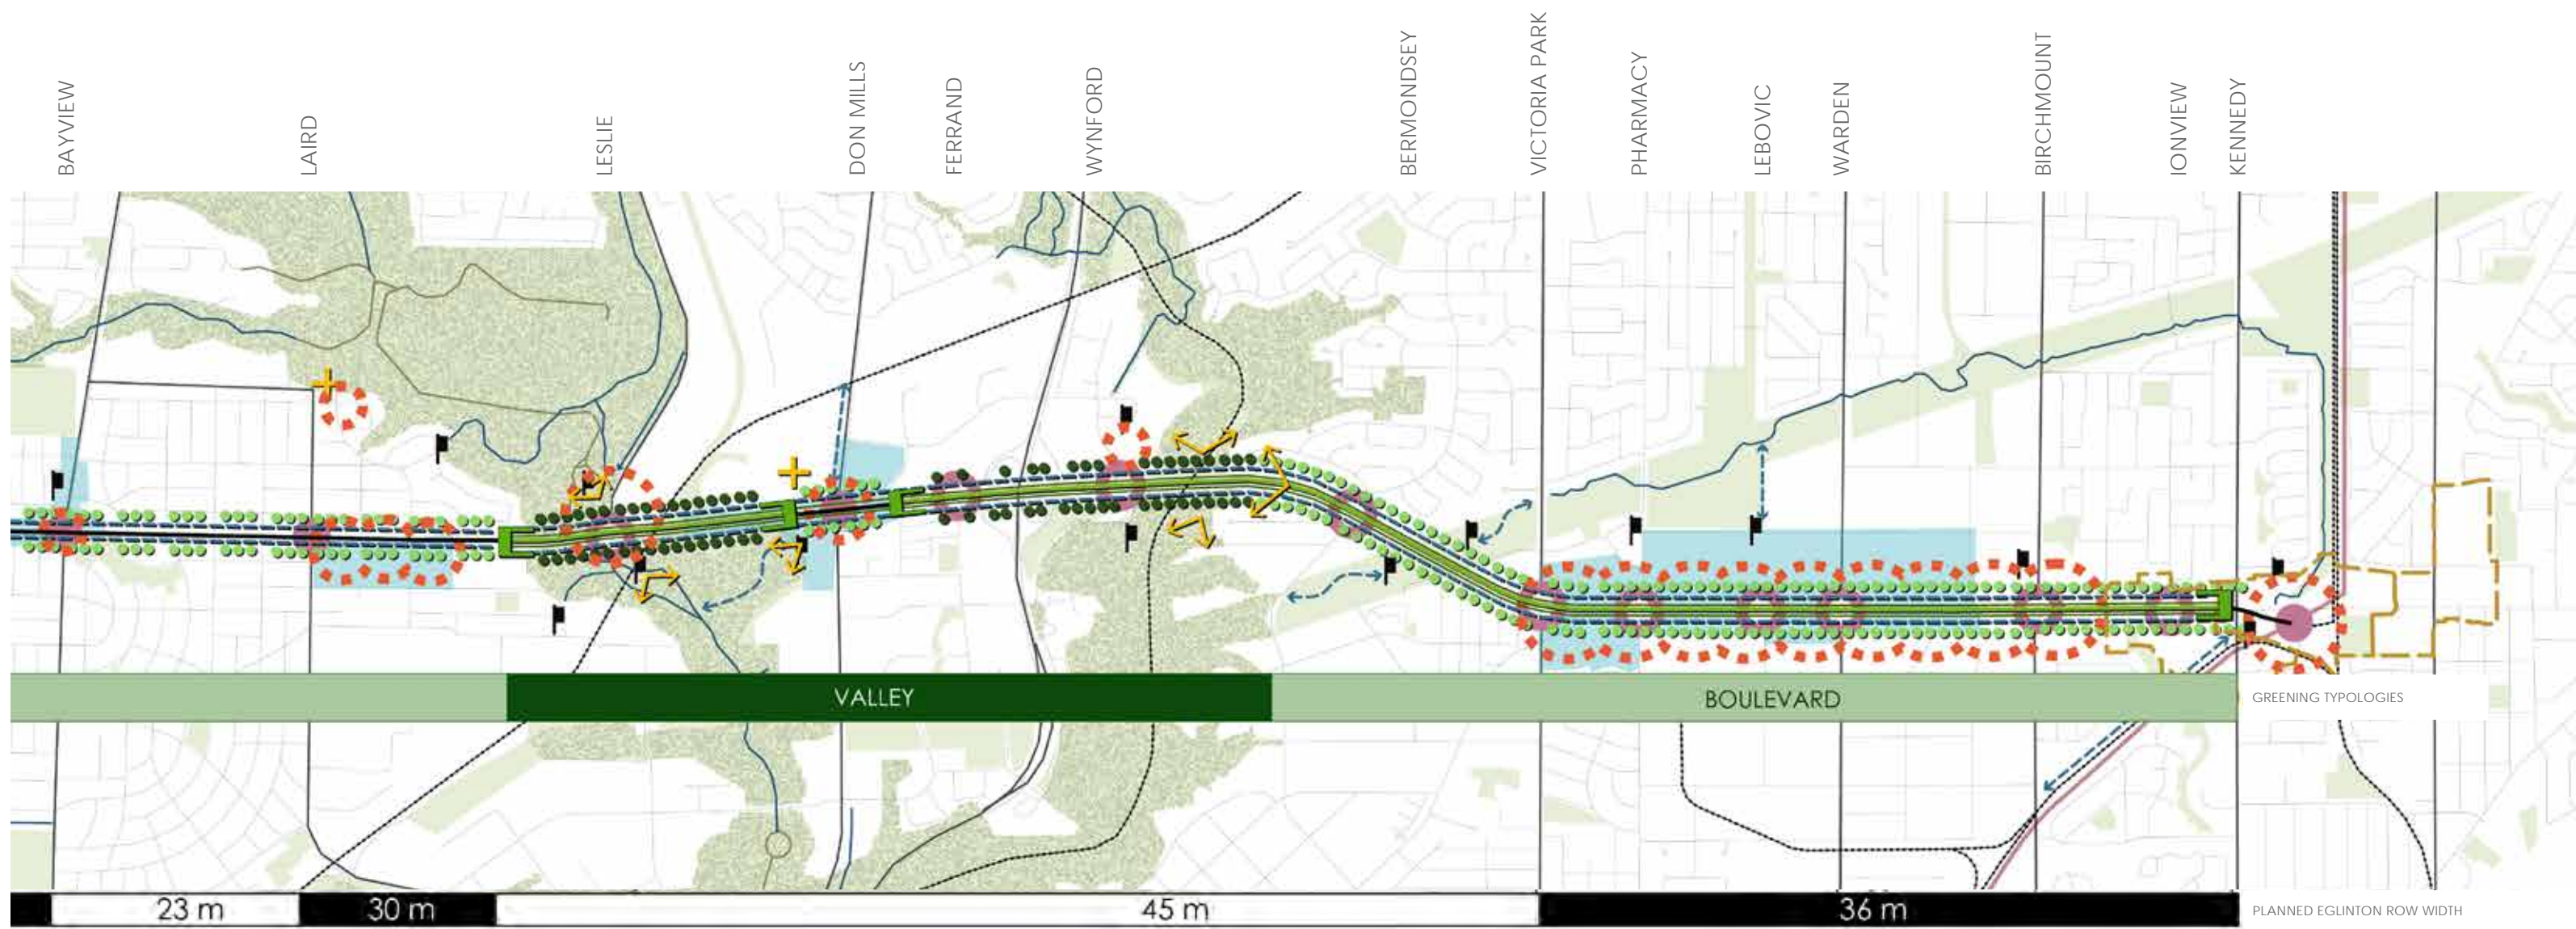 BAYVIEW
LAIRD
LESLIE
DON MILLS
FERRAND
WYNFORD
BERMONDSEY
VICTORIA PARK
PHARMACY
LEBOVIC
WARDEN
BIRCHMOUNT
IONVIEW
KENNEDY
VALLEY
BOULEVARD
GREENING TYPOLOGIES
23 m
30 m
45 m
36 m
PLANNED EGLINTON ROW WIDTH